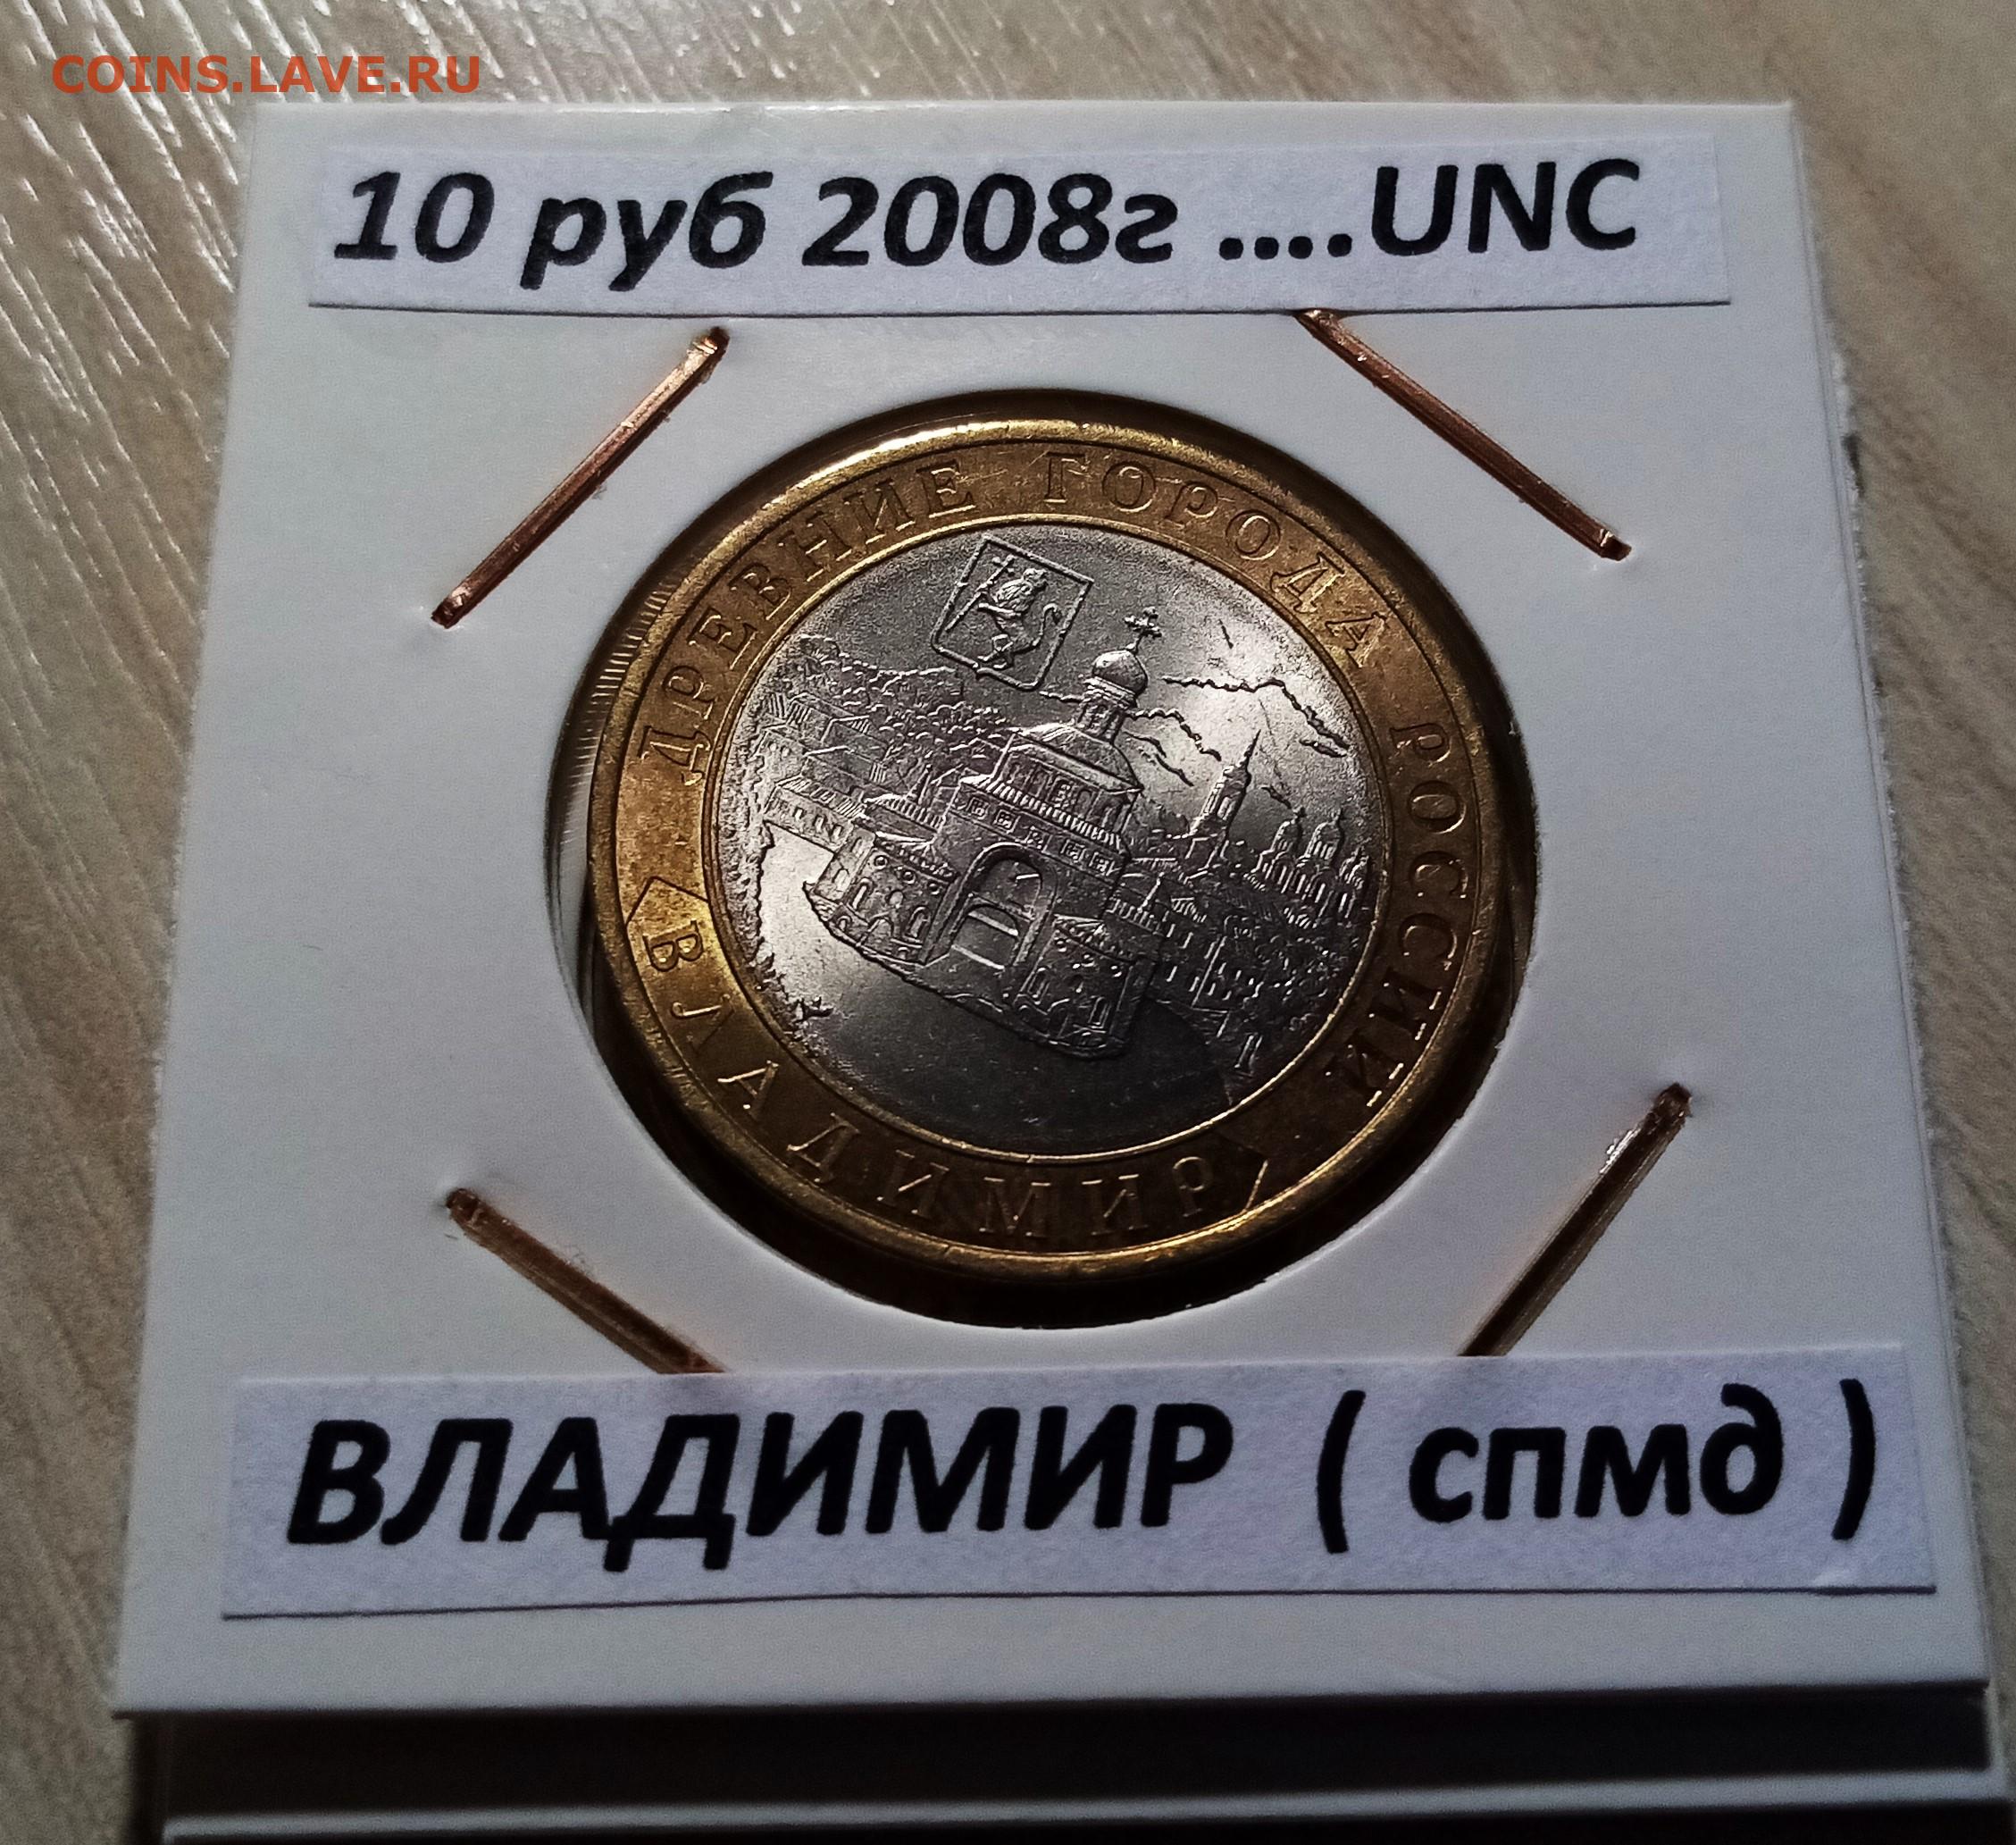 COINS.LAVE.RU
10 руб 2008г ....UNC
ДРЕВНИЕ ГОРОДА РОССИИ
ВЛАДИМИР
ВЛАДИМИР ( спмд )